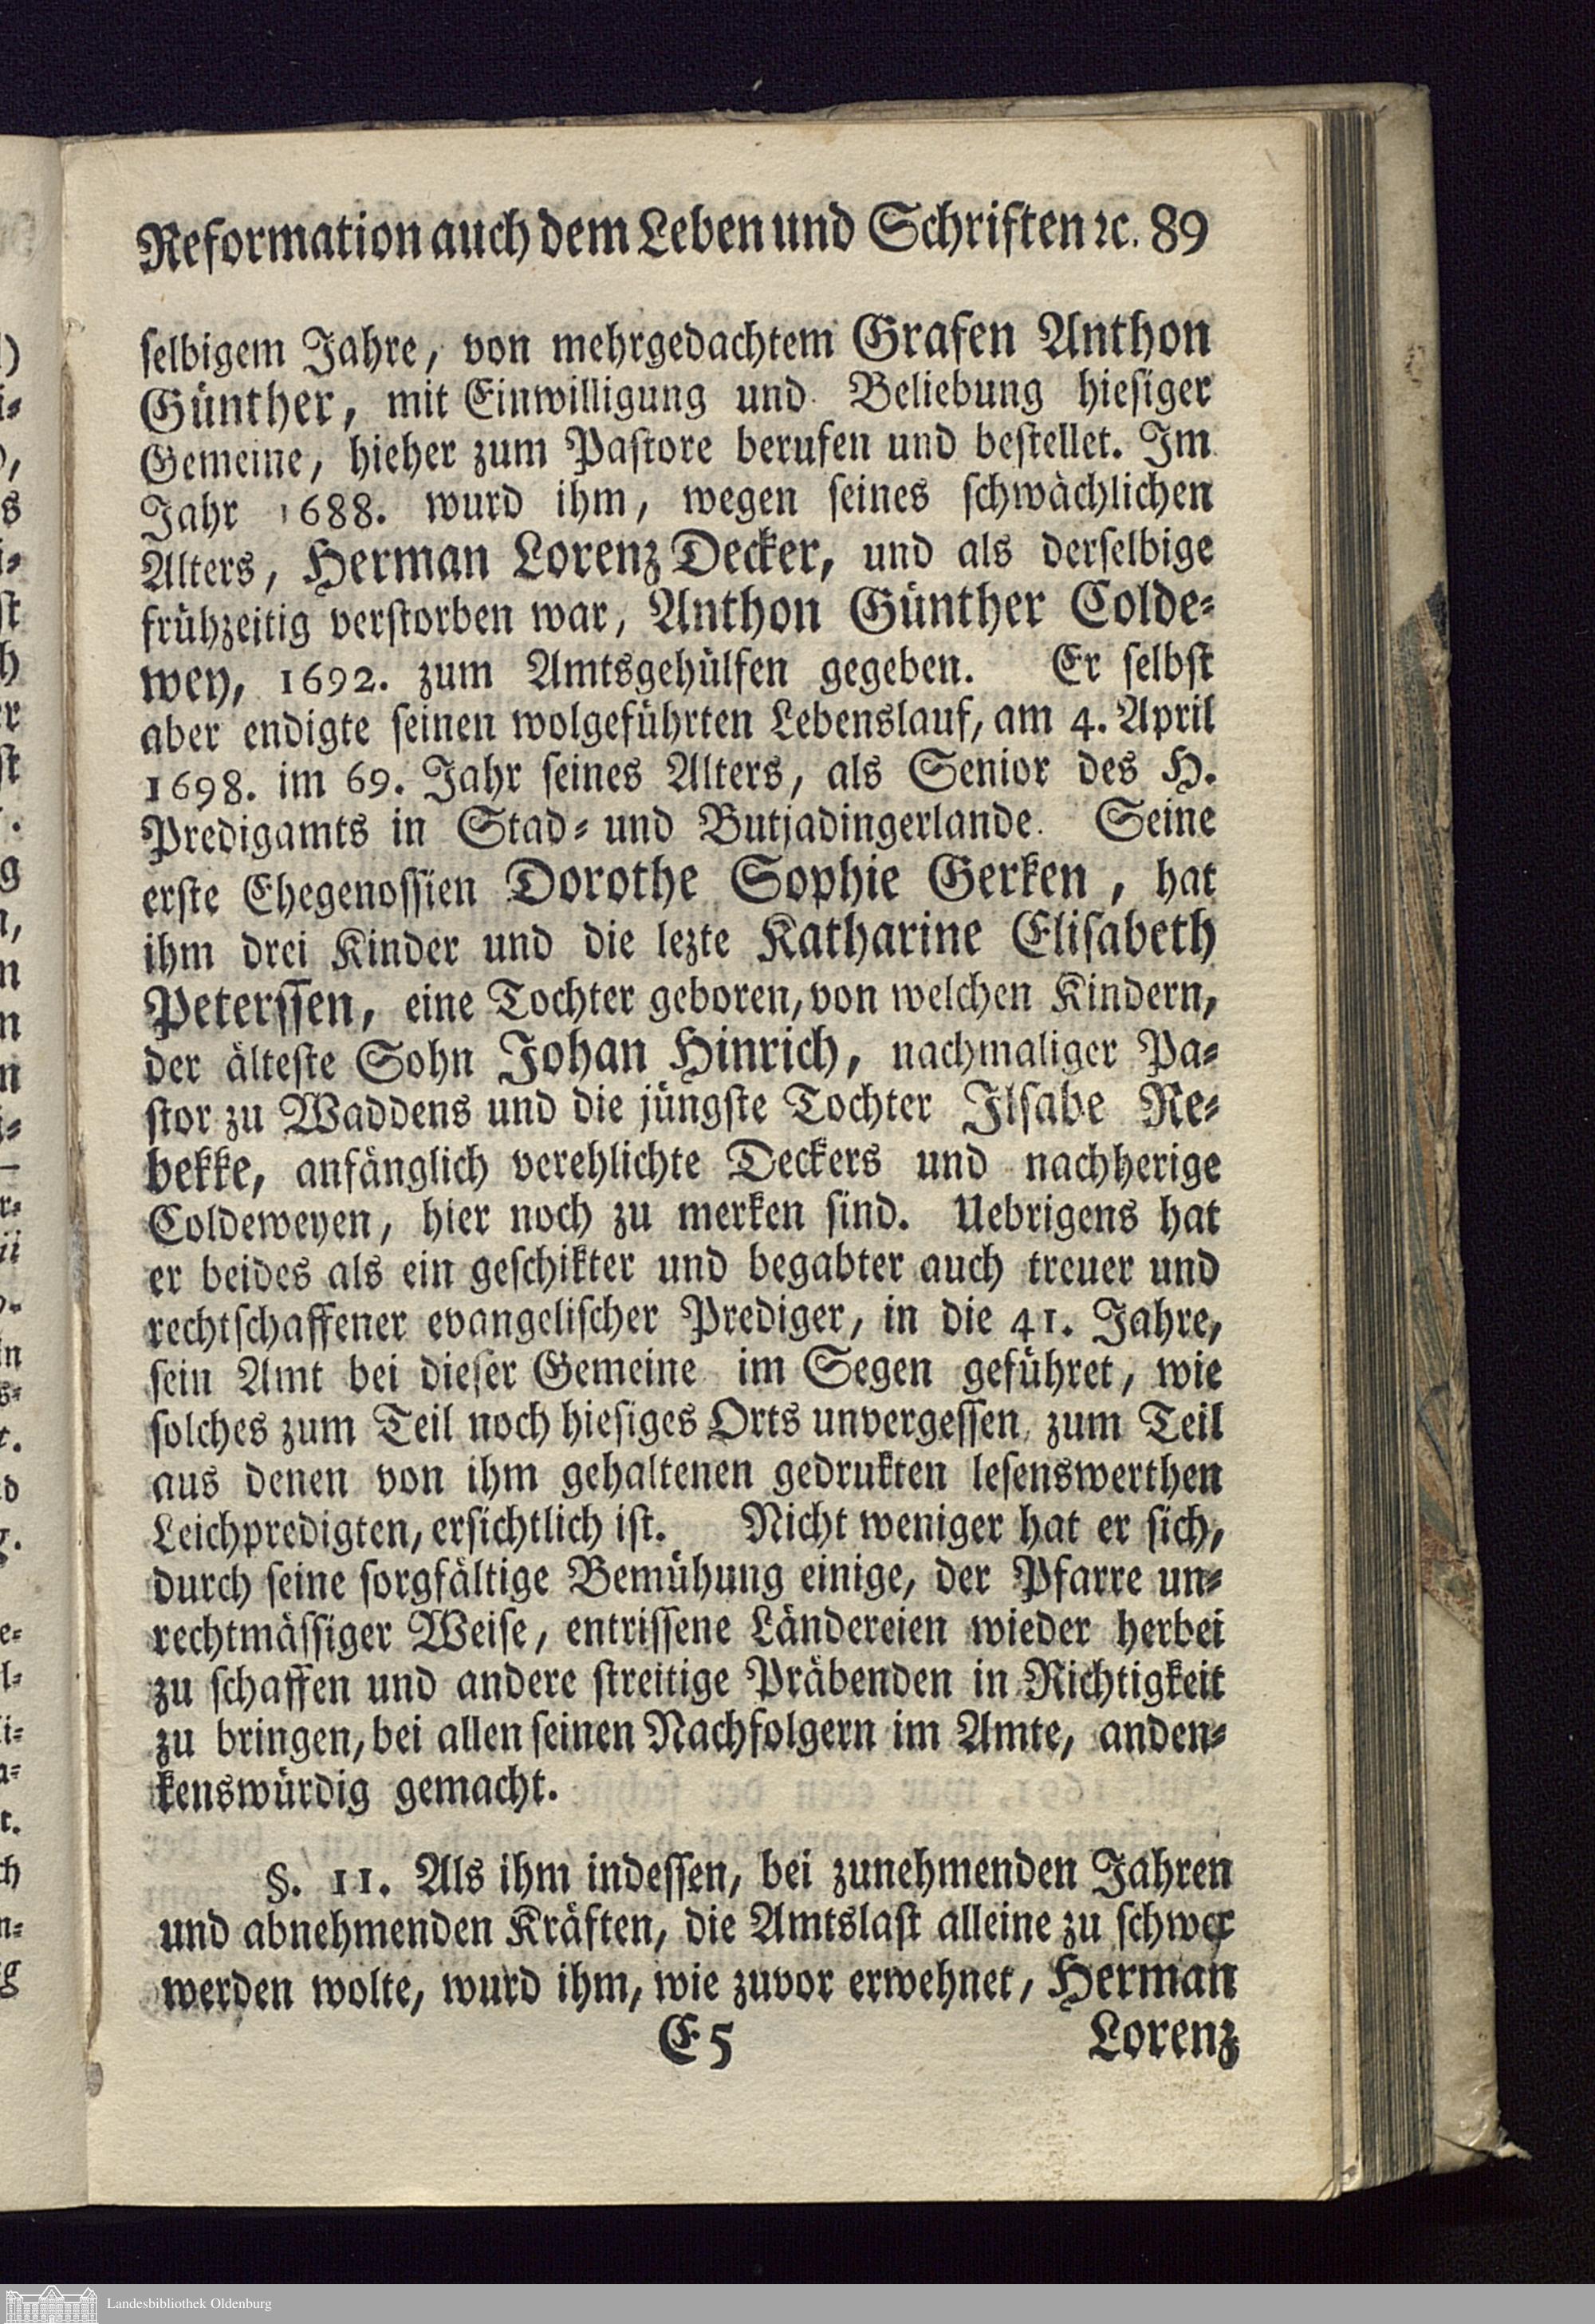 Reformation auch dem Leben und Schriften ꝛc. 89
selbigem Jahre, von mehrgedachtem Grafen Anthon
Günther, mit Einwilligung und Beliebung hiesiger
Gemeine, hieher zum Pastore berufen und bestellet. Im
Jahr 1688. wurd ihm, wegen seines schwächlichen
Alters, Herman Lorenz Decker, und als derselbige
frühzeitig verstorben war, Anthon Günther Colde-
wey, 1692. zum Amtsgehülfen gegeben. Er selbst
aber endigte seinen wolgeführten Lebenslauf, am 4. April
1698. im 69. Jahr seines Alters, als Senior des H.
Predigamts in Stad- und Butjadingerlande. Seine
erste Ehegenossien Dorothe Sophie Gerken, hat
ihm drei Kinder und die lezte Katharine Elisabeth
Peterssen, eine Tochter geboren, von welchen Kindern,
der älteste Sohn Johan Hinrich, nachmaliger Pa-
stor zu Waddens und die jüngste Tochter Ilsabe Re-
bekke, anfänglich verehlichte Deckers und nachherige
Coldeweyen, hier noch zu merken sind. Uebrigens hat
er beides als ein geschikter und begabter auch treuer und
rechtschaffener evangelischer Prediger, in die 41. Jahre,
sein Amt bei dieser Gemeine im Segen geführet, wie
solches zum Teil noch hiesiges Orts unvergessen, zum Teil
aus denen von ihm gehaltenen gedrukten lesenswerthen
Leichpredigten, ersichtlich ist. Nicht weniger hat er sich,
durch seine sorgfältige Bemühung einige, der Pfarre un-
rechtmässiger Weise, entrissene Ländereien wieder herbei
zu schaffen und andere streitige Präbenden in Richtigkeit
zu bringen, bei allen seinen Nachfolgern im Amte, anden-
kenswürdig gemacht.
§. 11. Als ihm indessen, bei zunehmenden Jahren
und abnehmenden Kräften, die Amtslast alleine zu schwer
werden wolte, wurd ihm, wie zuvor erwehnet, Herman
E 5 Lorenz
Landesbibliothek Oldenburg